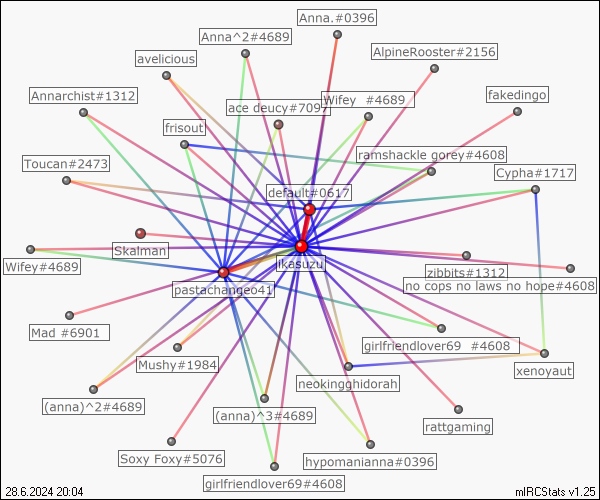 Anna.#0396
Anna^2#4689
AlpineRooster#2156
avelicious
Annarchist#1312
fakedingo
ace deucy#709
Wifey #4689
frisout
ramshackle gorey#4608
Toucan#2473
Cypha#1717
default#0617
Skalman
ikasuzu
Wifey#4689
zibbits#1312
no cops no laws no hope#4608
pastachange041
Mad #6901
girlfriendlover69 #4608
Mushy#1984
xenoyaut
neokingghidorah
(anna)^2#4689
(anna)^3#4689
rattgaming
Soxy Foxy#5076
hypomanianna#0396
girlfriendlover69#4608
28.6.2024 20:04
mIRCStats v1.25